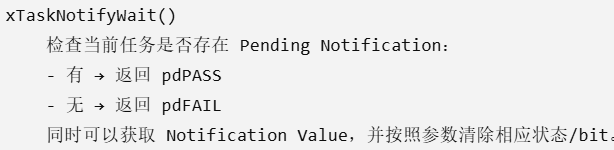 xTaskNotifyWait()
检查当前任务是否存在 Pending Notification：
- 有 → 返回 pdPASS
- 无 → 返回 pdFAIL
同时可以获取 Notification Value，并按照参数清除相应状态/bit。